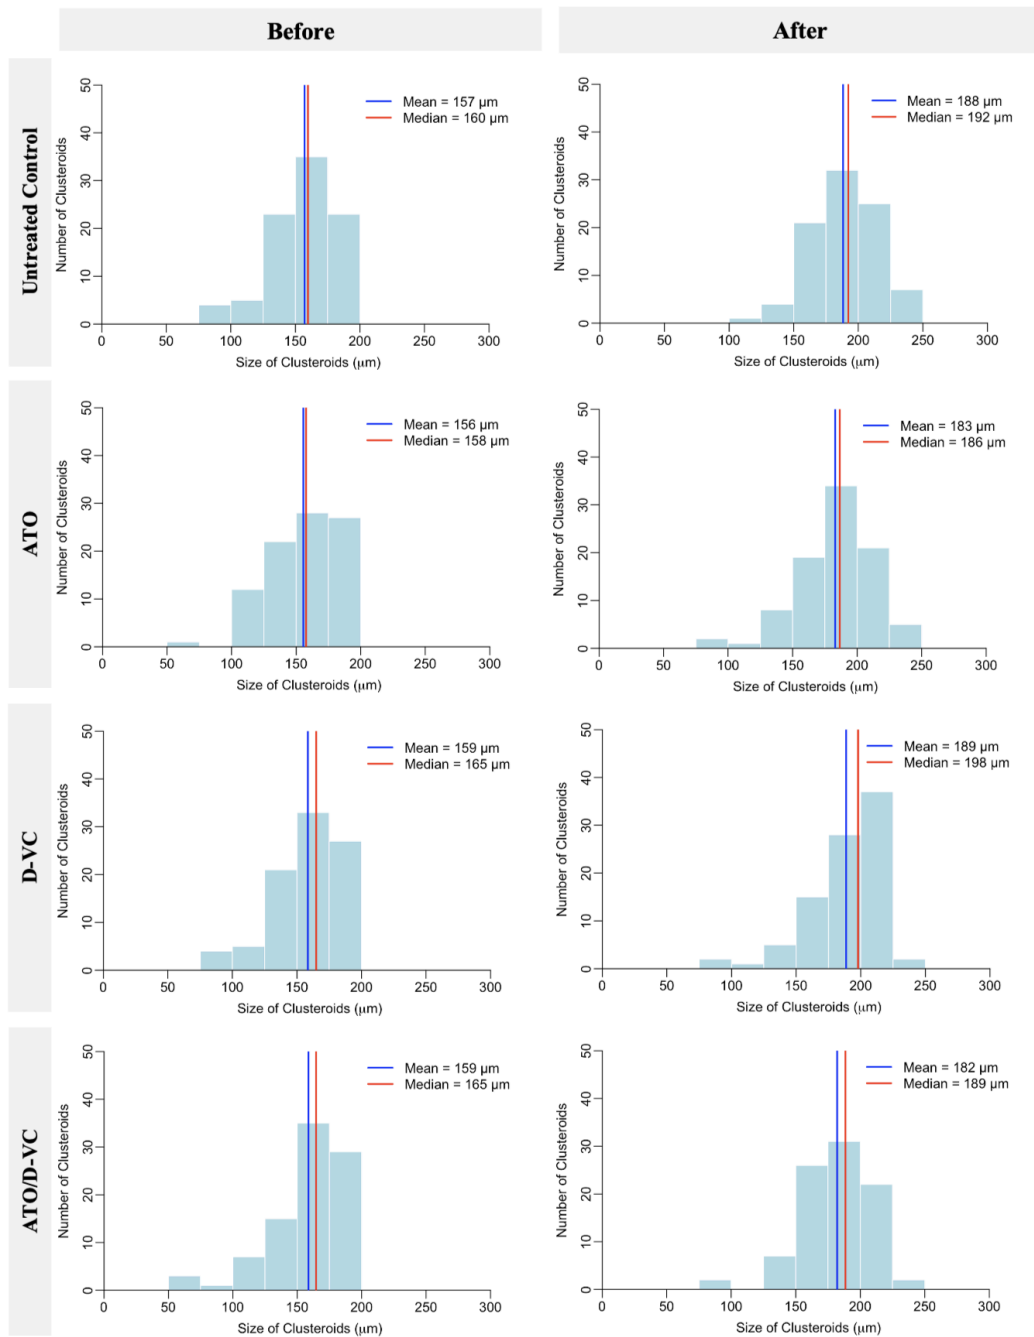 Before
After
Untreated Control
Number of Clusteroids
50
40
30
20
10
0
Mean = 157 µm
Median = 160 µm
0 50 100 150 200 250 300
Size of Clusteroids (µm)
Number of Clusteroids
50
40
30
20
10
0
Mean = 188 µm
Median = 192 µm
0 50 100 150 200 250 300
Size of Clusteroids (µm)
ATO
Number of Clusteroids
50
40
30
20
10
0
Mean = 156 µm
Median = 158 µm
0 50 100 150 200 250 300
Size of Clusteroids (µm)
Number of Clusteroids
50
40
30
20
10
0
Mean = 183 µm
Median = 186 µm
0 50 100 150 200 250 300
Size of Clusteroids (µm)
D-VC
Number of Clusteroids
50
40
30
20
10
0
Mean = 159 µm
Median = 165 µm
0 50 100 150 200 250 300
Size of Clusteroids (µm)
Number of Clusteroids
50
40
30
20
10
0
Mean = 189 µm
Median = 198 µm
0 50 100 150 200 250 300
Size of Clusteroids (µm)
ATO/D-VC
Number of Clusteroids
50
40
30
20
10
0
Mean = 159 µm
Median = 165 µm
0 50 100 150 200 250 300
Size of Clusteroids (µm)
Number of Clusteroids
50
40
30
20
10
0
Mean = 182 µm
Median = 189 µm
0 50 100 150 200 250 300
Size of Clusteroids (µm)